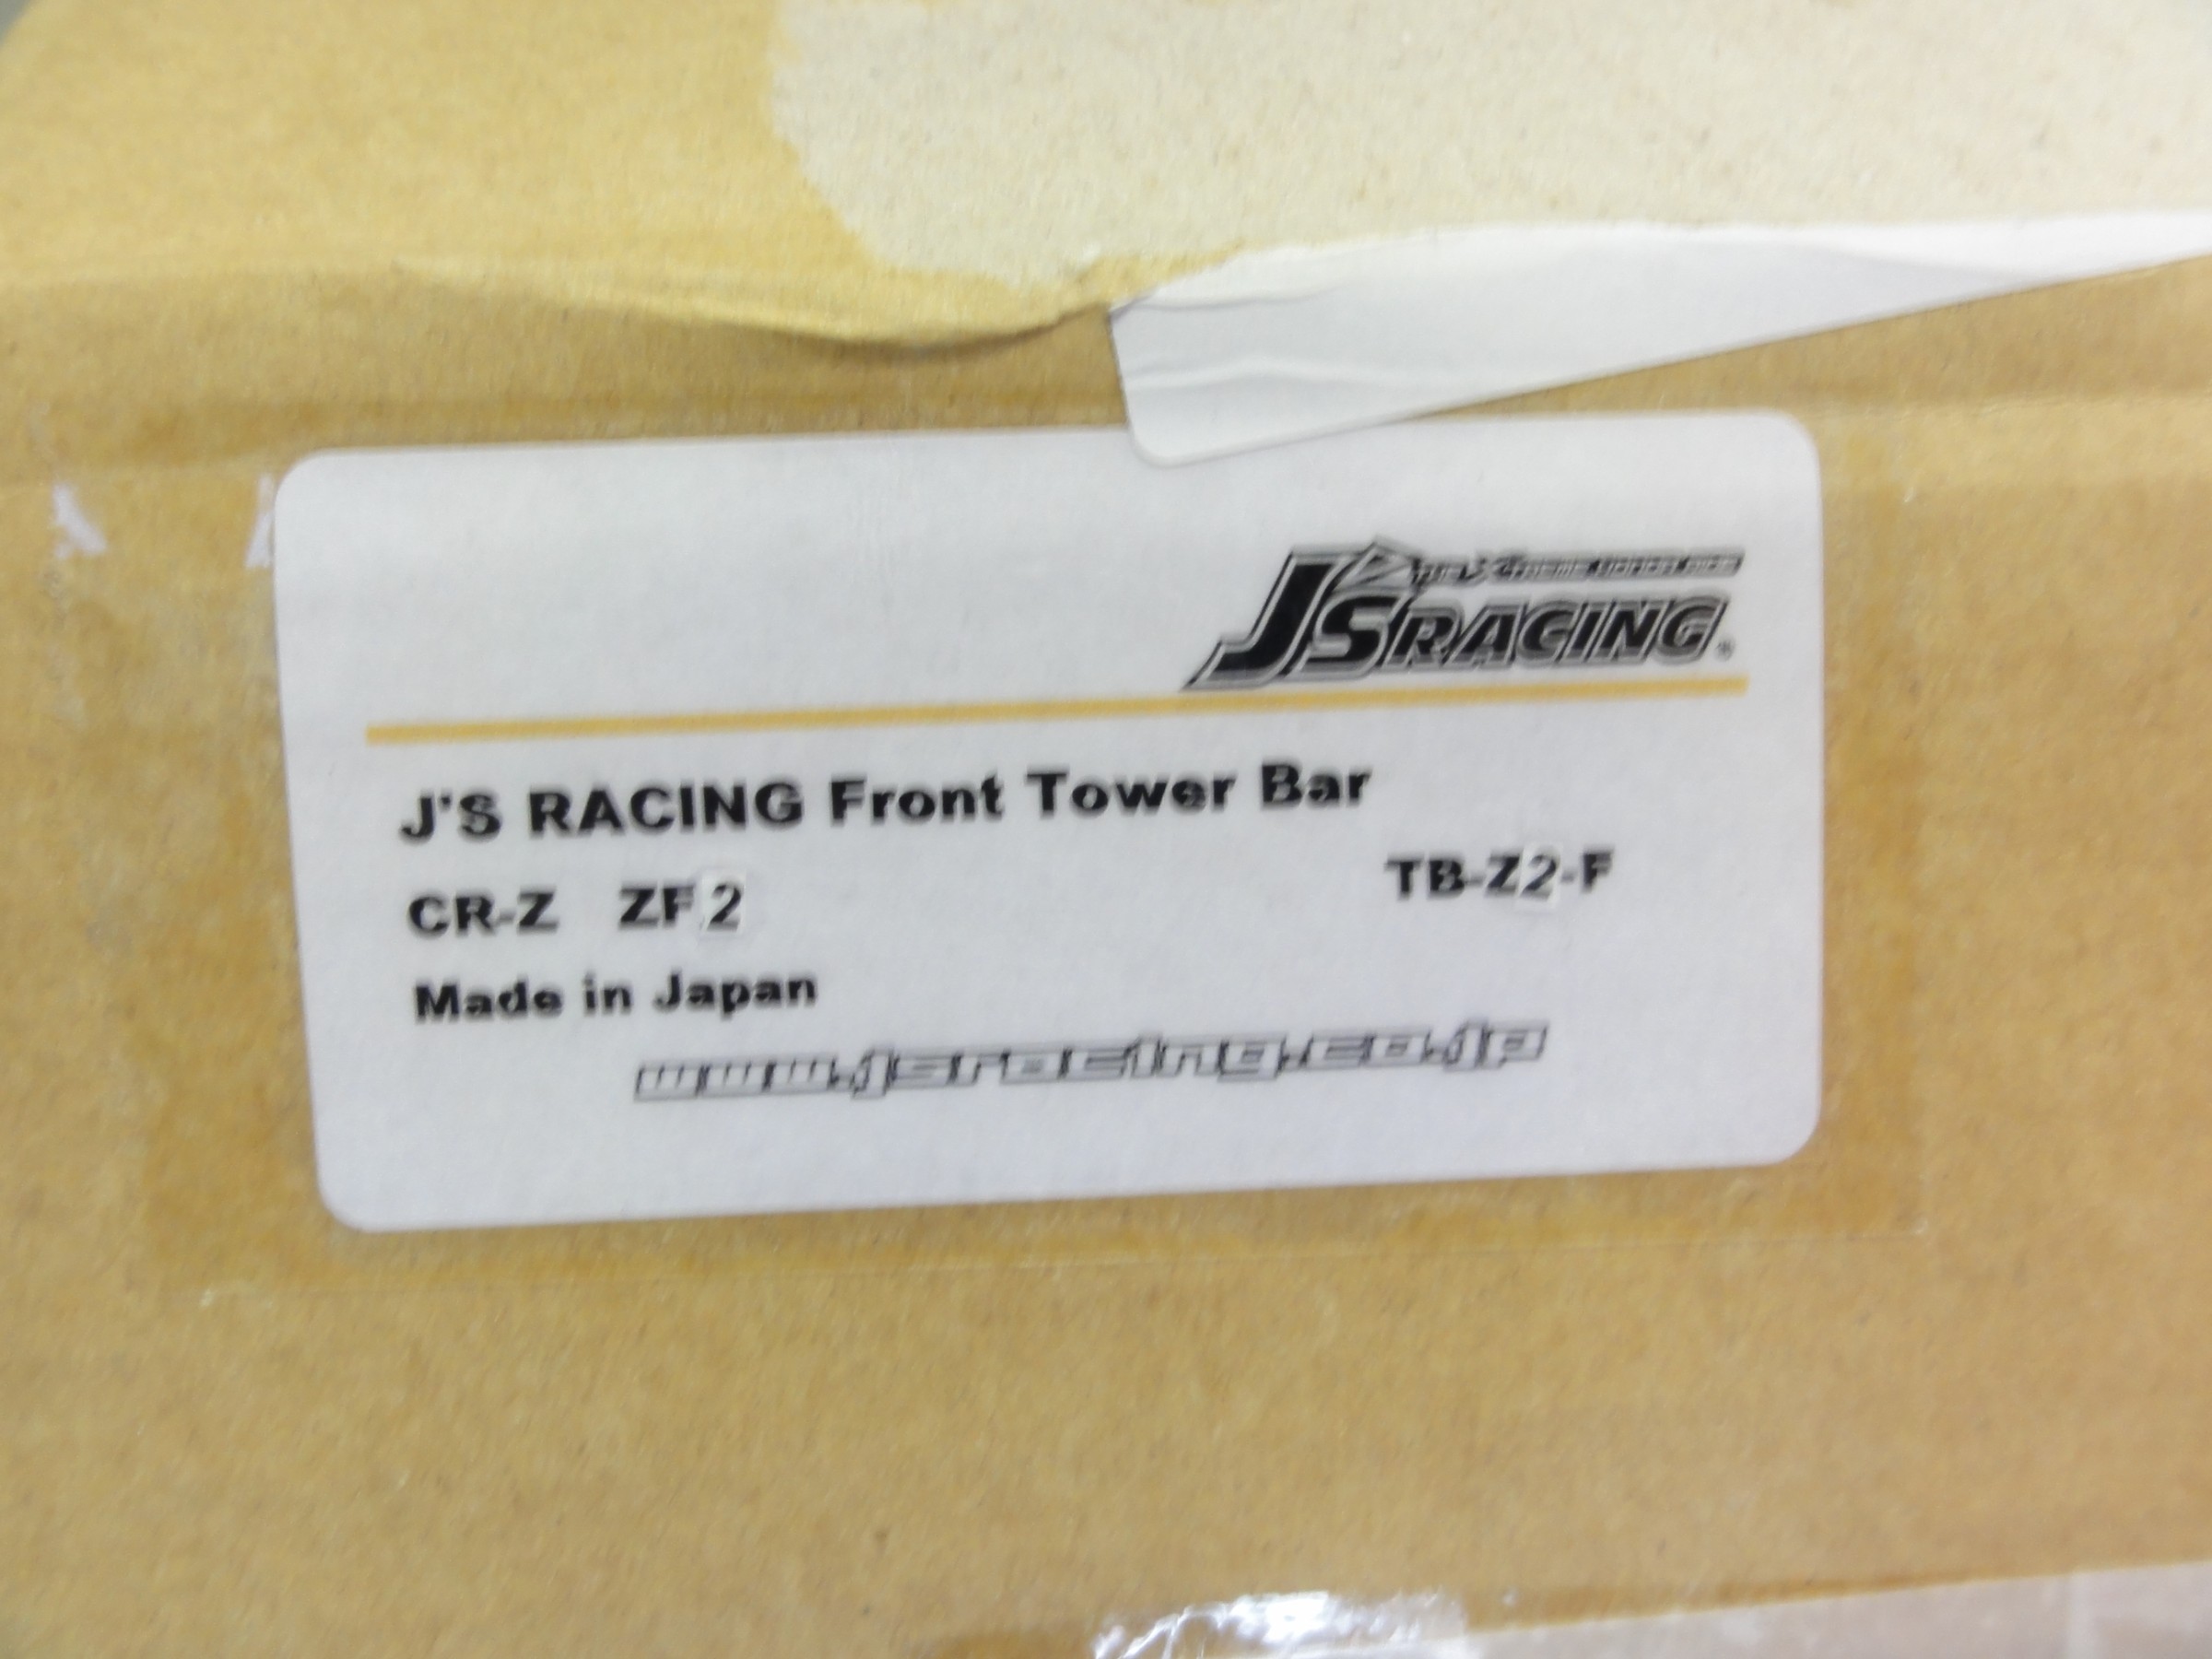 J'S RACING®
J'S RACING Front Tower Bar
CR-Z ZF2
TB-Z2-F
Made in Japan
www.jsracing.co.jp